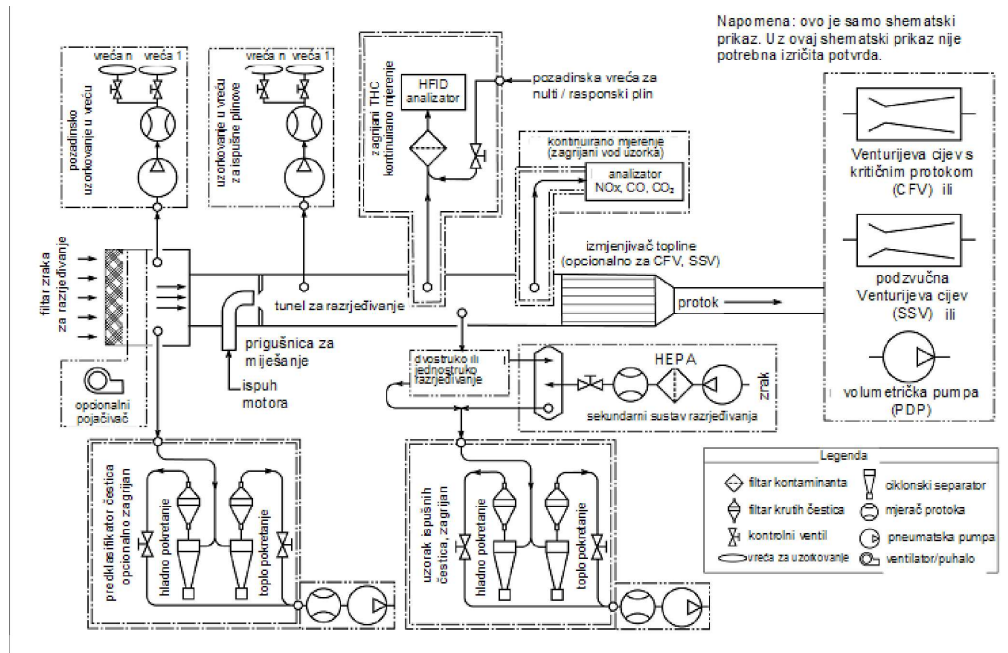 Napomena: ovo je samo shematski
prikaz. Uz ovaj shematski prikaz nije
potrebna izričita potvrda.
vreća n
vreća 1
pozadinsko
uzorkovanje u vreću
vreća n
vreća 1
uzorkovanje u vreću
za ispušne plinove
zagrijani THC
kontinuirano mjerenje
HFID
analizator
pozadinska vreća za
nulti / rasponski plin
kontinuirano mjerenje
(zagrijani vod uzorka)
analizator
NOx, CO, CO₂
Venturijeva cijev s
kritičnim protokom
(CFV) ili
podzvučna
Venturijeva cijev
(SSV) ili
volumetrička pumpa
(PDP)
filtar zraka
za razrjeđivanje
tunel za razrjeđivanje
izmjenjivač topline
(opcionalno za CFV, SSV)
protok
prigušnica za
miješanje
ispuh
motora
opcionalni
pojačivač
dvostruko ili
jednostruko
razrjeđivanje
HEPA
zrak
sekundarni sustav razrjeđivanja
predklasifikator čestica
opcionalno zagrijan
hladno pokretanje
toplo pokretanje
uzorak ispušnih
čestica, zagrijan
hladno pokretanje
toplo pokretanje
Legenda
filtar kontaminanta
ciklonski separator
filtar krutih čestica
mjerač protoka
kontrolni ventil
pneumatska pumpa
vreća za uzorkovanje
ventilator/puhalo